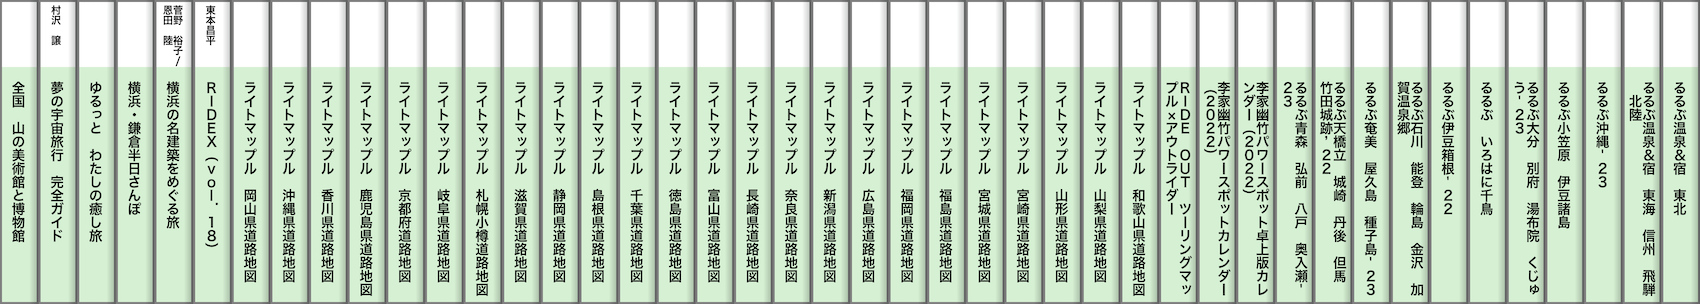 るるぶ温泉&宿 東北
るるぶ温泉&宿 東海 信州 飛騨
北陸
るるぶ沖縄'23
るるぶ小笠原 伊豆諸島
るるぶ大分 別府 湯布院 くじゅ
う'23
るるぶ いろはに千鳥
るるぶ伊豆箱根'22
るるぶ石川 能登 輪島 金沢 加
賀温泉郷
るるぶ奄美 屋久島 種子島'23
るるぶ天橋立 城崎 丹後 但馬
竹田城跡'22
るるぶ青森 弘前 八戸 奥入瀬'
23
李家幽竹パワースポット卓上版カレ
ンダー(2022)
李家幽竹パワースポットカレンダー
(2022)
RIDE OUT ツーリングマッ
プル×アウトライダー
ライトマップル 和歌山県道路地図
ライトマップル 山梨県道路地図
ライトマップル 山形県道路地図
ライトマップル 宮崎県道路地図
ライトマップル 宮城県道路地図
ライトマップル 福島県道路地図
ライトマップル 福岡県道路地図
ライトマップル 広島県道路地図
ライトマップル 新潟県道路地図
ライトマップル 奈良県道路地図
ライトマップル 長崎県道路地図
ライトマップル 富山県道路地図
ライトマップル 徳島県道路地図
ライトマップル 千葉県道路地図
ライトマップル 島根県道路地図
ライトマップル 静岡県道路地図
ライトマップル 滋賀県道路地図
ライトマップル 札幌小樽道路地図
ライトマップル 岐阜県道路地図
ライトマップル 京都府道路地図
ライトマップル 鹿児島県道路地図
ライトマップル 香川県道路地図
ライトマップル 沖縄県道路地図
ライトマップル 岡山県道路地図
東本昌平
RIDEX(vol.18)
菅野 裕子/
恩田 陸
横浜の名建築をめぐる旅
横浜・鎌倉半日さんぽ
ゆるっと わたしの癒し旅
村沢 譲
夢の宇宙旅行 完全ガイド
全国 山の美術館と博物館